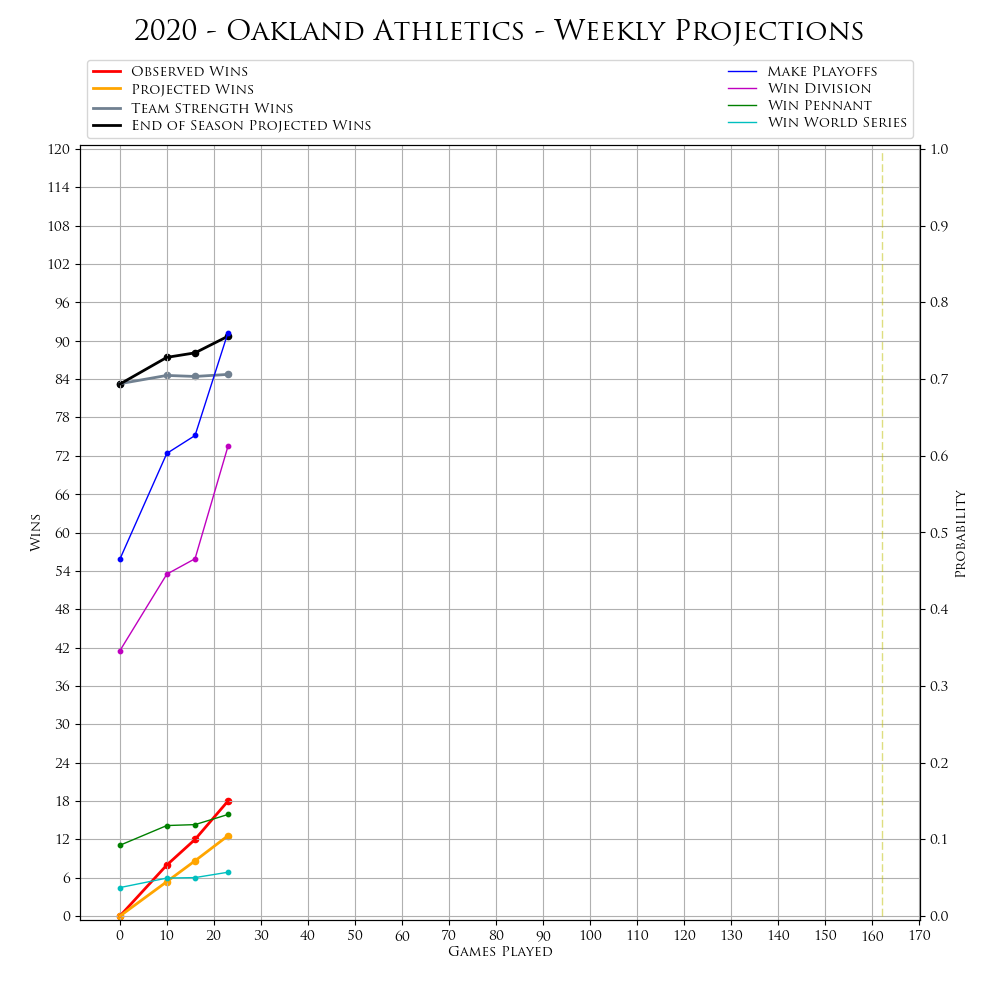 2020 - Oakland Athletics - Weekly Projections
Observed Wins
Projected Wins
Team Strength Wins
End of Season Projected Wins
Make Playoffs
Win Division
Win Pennant
Win World Series
120
114
108
102
96
90
84
78
72
66
60
54
48
42
36
30
24
18
12
6
0
Wins
1.0
0.9
0.8
0.7
0.6
0.5
0.4
0.3
0.2
0.1
0.0
Probability
0 10 20 30 40 50 60 70 80 90 100 110 120 130 140 150 160 170
Games Played